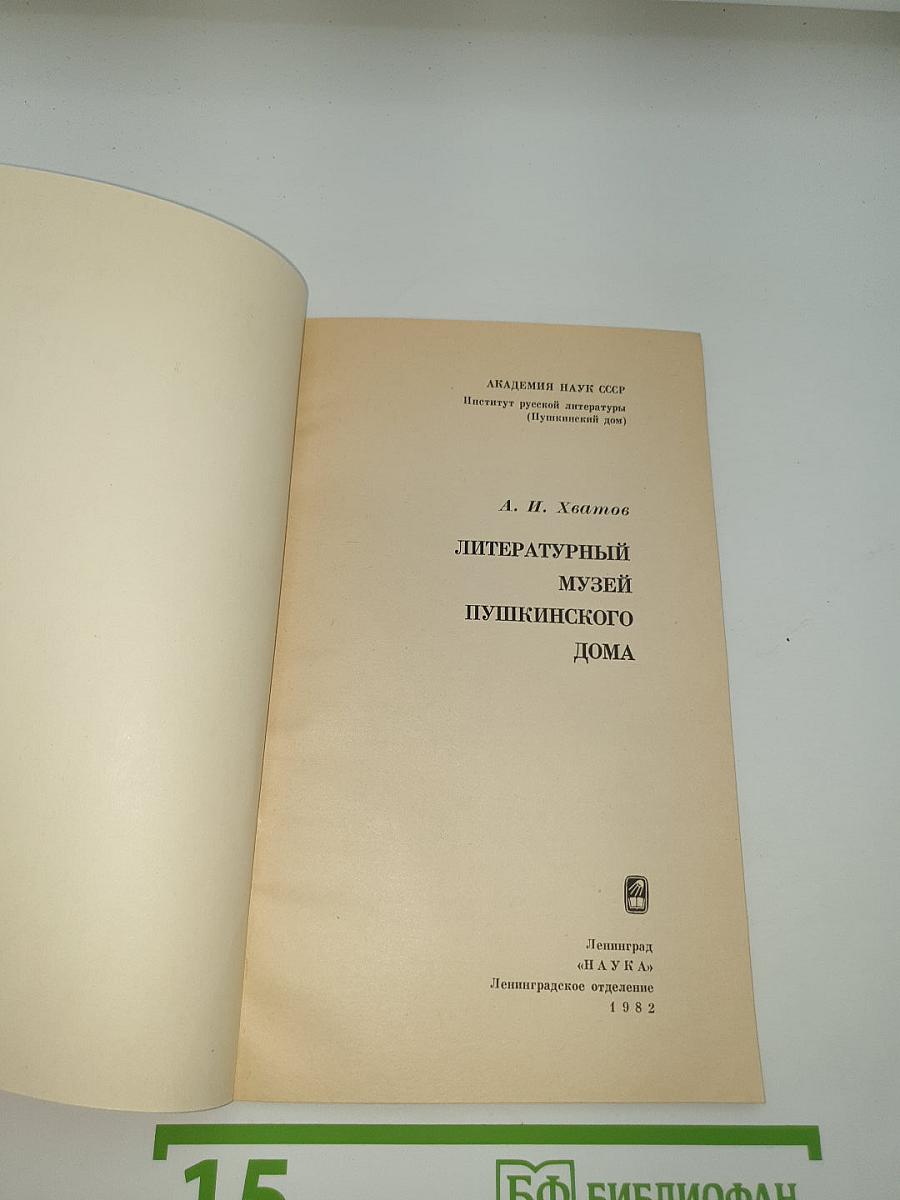 АКАДЕМИЯ НАУК СССР
Институт русской литературы
(Пушкинский дом)
А. И. Хватов
ЛИТЕРАТУРНЫЙ
МУЗЕЙ
ПУШКИНСКОГО
ДОМА
Ленинград
«НАУКА»
Ленинградское отделение
1982
15
БФ БИБЛИОФАН